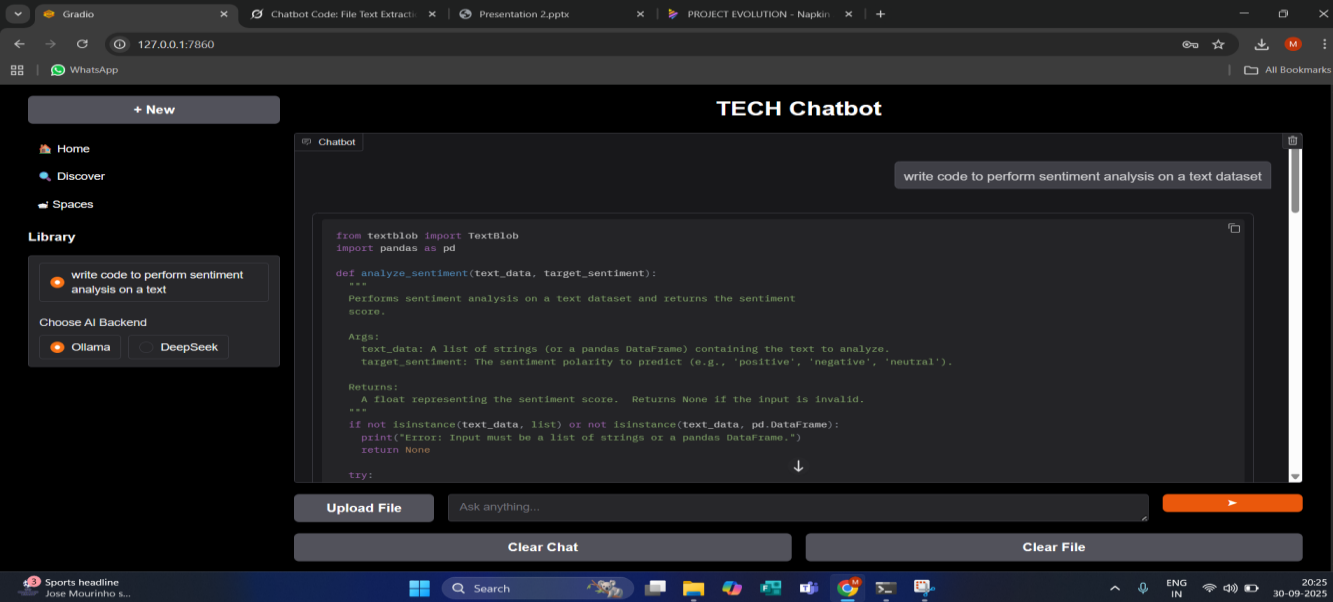 Gradio
Chatbot Code: File Text Extracti
Presentation 2.pptx
PROJECT EVOLUTION - Napkin
127.0.0.1:7860
M
WhatsApp
All Bookmarks
+ New
Home
Discover
Spaces
Library
write code to perform sentiment
analysis on a text
Choose AI Backend
Ollama
DeepSeek
TECH Chatbot
Chatbot
write code to perform sentiment analysis on a text dataset
from textblob import TextBlob
import pandas as pd
def analyze_sentiment(text_data, target_sentiment):
"""
Performs sentiment analysis on a text dataset and returns the sentiment
score.
Args:
text_data: A list of strings (or a pandas DataFrame) containing the text to analyze.
target_sentiment: The sentiment polarity to predict (e.g., 'positive', 'negative', 'neutral').
Returns:
A float representing the sentiment score.  Returns None if the input is invalid.
"""
if not isinstance(text_data, list) or not isinstance(text_data, pd.DataFrame):
print("Error: Input must be a list of strings or a pandas DataFrame.")
return None
try:
Upload File
Ask anything...
Clear Chat
Clear File
3
Sports headline
Jose Mourinho s...
Search
M
ENG
IN
20:25
30-09-2025